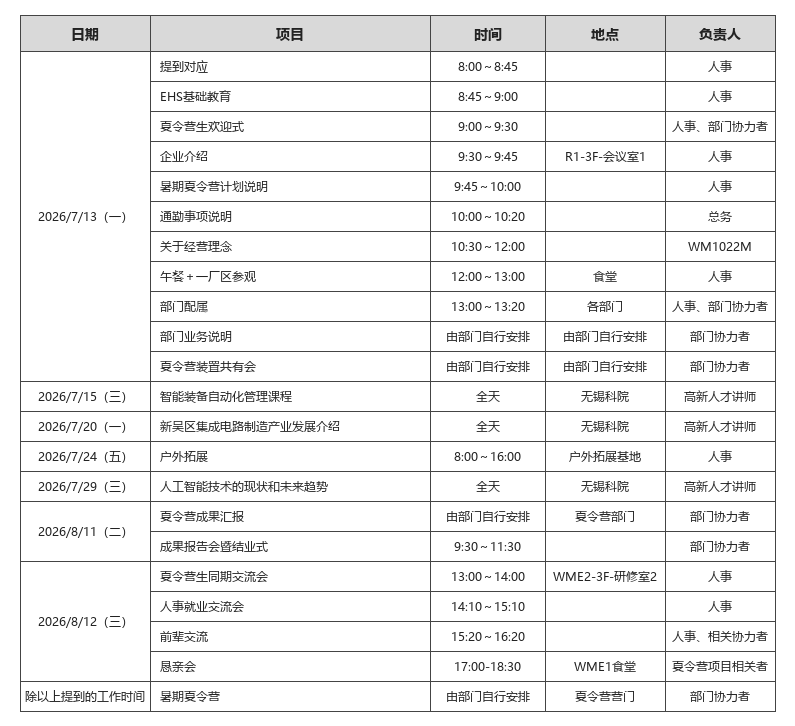 日期 项目 时间 地点 负责人
2026/7/13（一） 提到对应 8:00～8:45 人事
EHS基础教育 8:45～9:00 人事
夏令营生欢迎式 9:00～9:30 人事、部门协力者
企业介绍 9:30～9:45 R1-3F-会议室1 人事
暑期夏令营计划说明 9:45～10:00 人事
通勤事项说明 10:00～10:20 总务
关于经营理念 10:30～12:00 WM1022M
午餐＋一厂区参观 12:00～13:00 食堂 人事
部门配属 13:00～13:20 各部门 人事、部门协力者
部门业务说明 由部门自行安排 由部门自行安排 部门协力者
夏令营装置共有会 由部门自行安排 由部门自行安排 部门协力者
2026/7/15（三） 智能装备自动化管理课程 全天 无锡科院 高新人才讲师
2026/7/20（一） 新吴区集成电路制造产业发展介绍 全天 无锡科院 高新人才讲师
2026/7/24（五） 户外拓展 8:00～16:00 户外拓展基地 人事
2026/7/29（三） 人工智能技术的现状和未来趋势 全天 无锡科院 高新人才讲师
2026/8/11（二） 夏令营成果汇报 由部门自行安排 夏令营部门 部门协力者
成果报告会暨结业式 9:30～11:30 部门协力者
2026/8/12（三） 夏令营生同期交流会 13:00～14:00 WME2-3F-研修室2 人事
人事就业交流会 14:10～15:10 人事
前辈交流 15:20～16:20 人事、相关协力者
恳亲会 17:00-18:30 WME1食堂 夏令营项目相关者
除以上提到的工作时间 暑期夏令营 由部门自行安排 夏令营营门 部门协力者